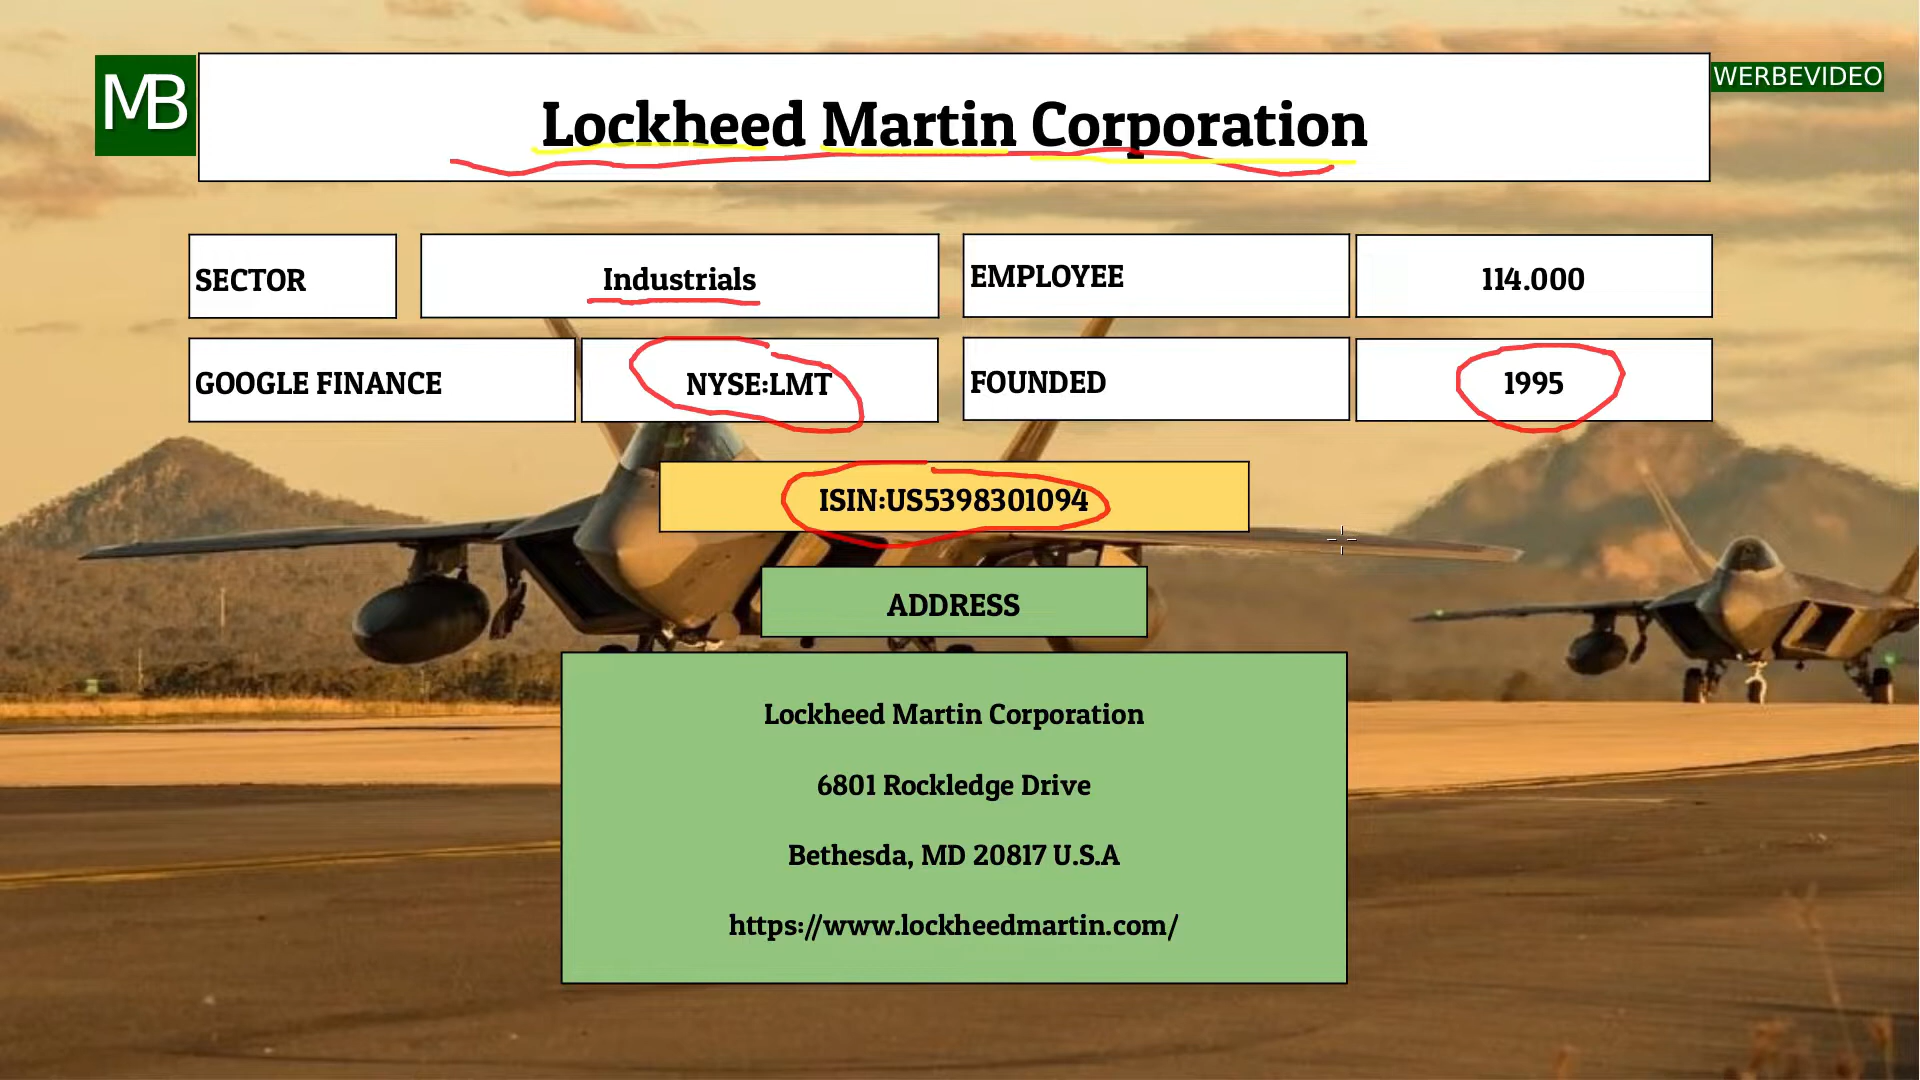 MB
Lockheed Martin Corporation
WERBEVIDEO
SECTOR
Industrials
EMPLOYEE
114.000
GOOGLE FINANCE
NYSE:LMT
FOUNDED
1995
ISIN:US5398301094
ADDRESS
Lockheed Martin Corporation
6801 Rockledge Drive
Bethesda, MD 20817 U.S.A
https://www.lockheedmartin.com/